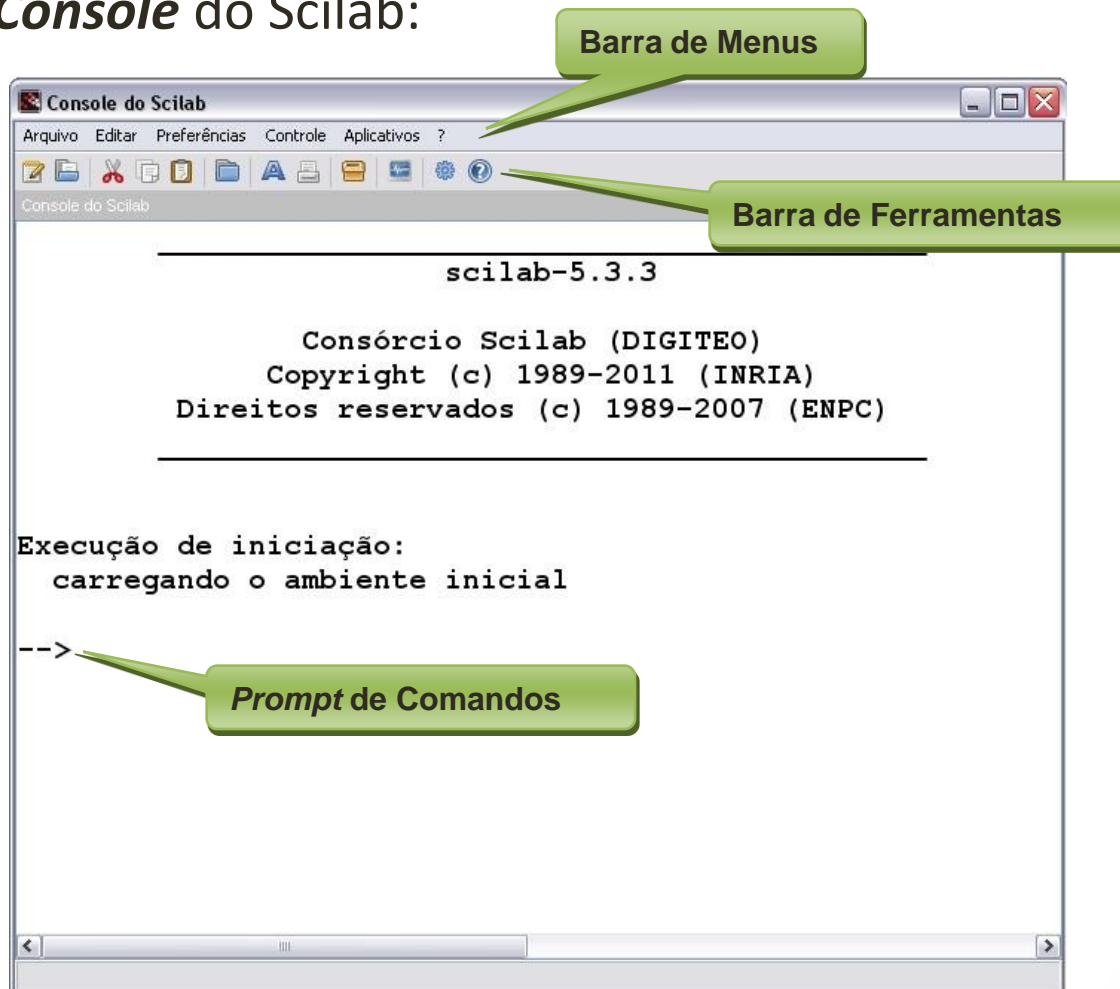 Console do Scilab:
Barra de Menus
Console do Scilab
Arquivo Editar Preferências Controle Aplicativos ?
Console do Scilab
Barra de Ferramentas
scilab-5.3.3
Consórcio Scilab (DIGITEO)
Copyright (c) 1989-2011 (INRIA)
Direitos reservados (c) 1989-2007 (ENPC)
Execução de iniciação:
carregando o ambiente inicial
-->
Prompt de Comandos